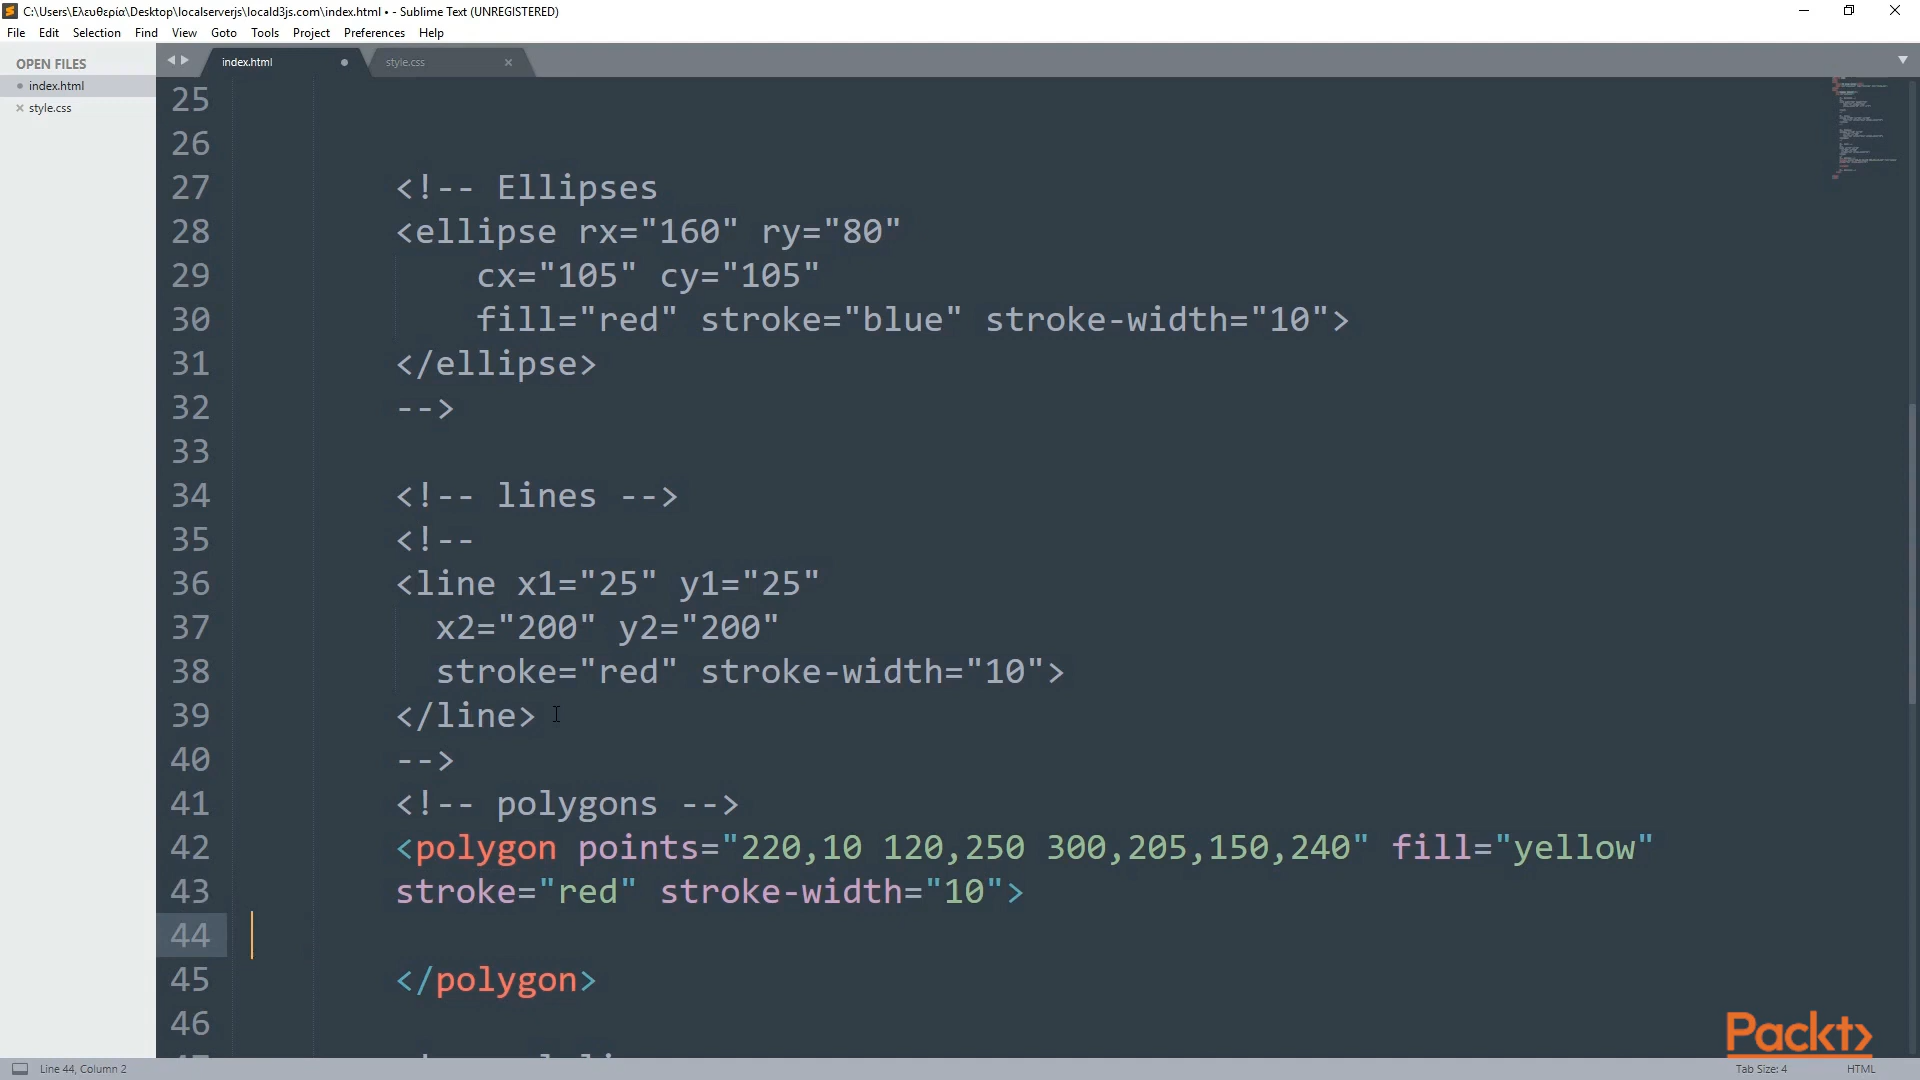 C:\Users\Ελευθερία\Desktop\localserverjs\locald3js.com\index.html • - Sublime Text (UNREGISTERED)
File Edit Selection Find View Goto Tools Project Preferences Help
OPEN FILES
index.html
style.css
index.html
style.css
25
26
27 <!-- Ellipses
28 <ellipse rx="160" ry="80"
29 cx="105" cy="105"
30 fill="red" stroke="blue" stroke-width="10">
31 </ellipse>
32 -->
33
34 <!-- lines -->
35 <!--
36 <line x1="25" y1="25"
37 x2="200" y2="200"
38 stroke="red" stroke-width="10">
39 </line>
40 -->
41 <!-- polygons -->
42 <polygon points="220,10 120,250 300,205,150,240" fill="yellow"
43 stroke="red" stroke-width="10">
44
45 </polygon>
46
Packt>
Line 44, Column 2
Tab Size: 4
HTML